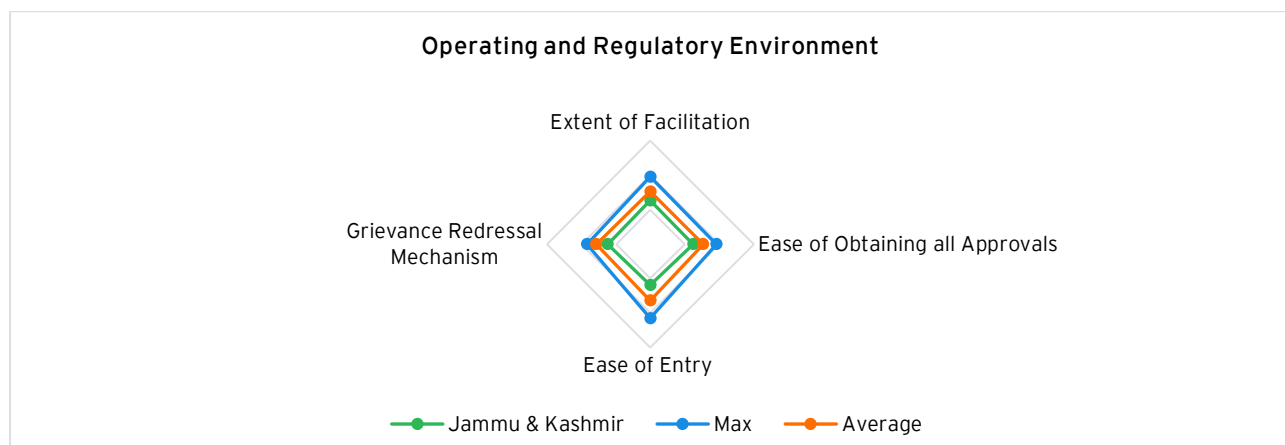 Operating and Regulatory Environment
Extent of Facilitation
Grievance Redressal
Mechanism
Ease of Obtaining all Approvals
Ease of Entry
Jammu & Kashmir
Max
Average